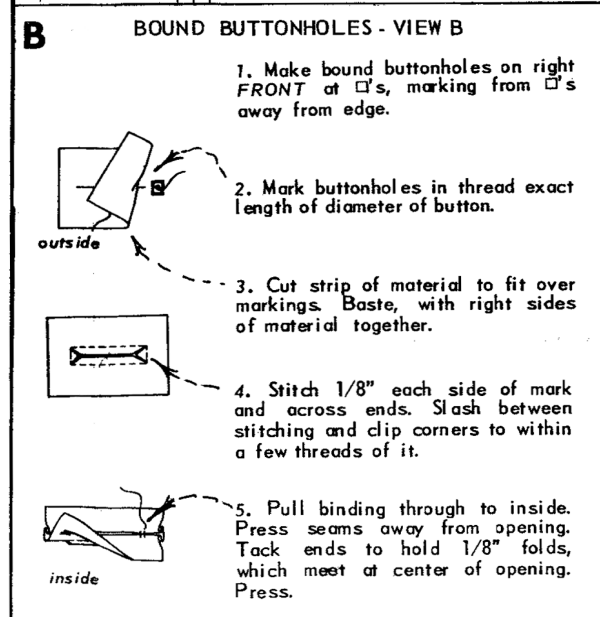 B BOUND BUTTONHOLES - VIEW B
1. Make bound buttonholes on right
FRONT at □'s, marking from □'s
away from edge.
2. Mark buttonholes in thread exact
length of diameter of button.
outside
3. Cut strip of material to fit over
markings. Baste, with right sides
of material together.
4. Stitch 1/8" each side of mark
and across ends. Slash between
stitching and clip corners to within
a few threads of it.
5. Pull binding through to inside.
Press seams away from opening.
Tack ends to hold 1/8" folds,
which meet at center of opening.
Press.
inside